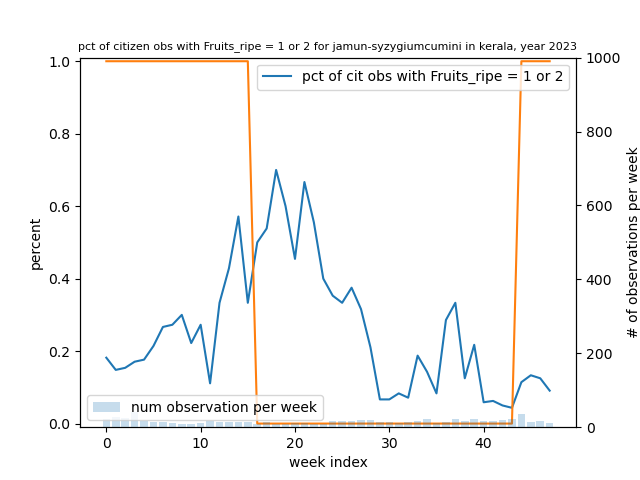 pct of citizen obs with Fruits_ripe = 1 or 2 for jamun-syzygiumcumini in kerala, year 2023
pct of cit obs with Fruits_ripe = 1 or 2
num observation per week
percent
1.0
0.8
0.6
0.4
0.2
0.0
0 10 20 30 40
week index
1000
800
600
400
200
0
# of observations per week